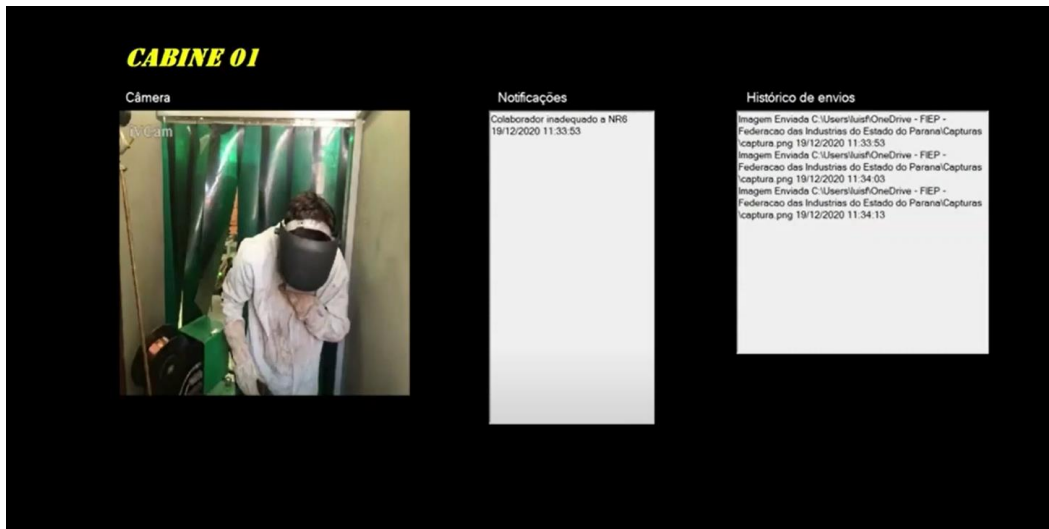 CABINE 01
Câmera
iVCam
Notificações
Colaborador inadequado a NR6
19/12/2020 11:33:53
Histórico de envios
Imagem Enviada C:\Users\luisf\OneDrive - FIEP -
Federacao das Industrias do Estado do Parana\Capturas
\captura.png 19/12/2020 11:33:53
Imagem Enviada C:\Users\luisf\OneDrive - FIEP -
Federacao das Industrias do Estado do Parana\Capturas
\captura.png 19/12/2020 11:34:03
Imagem Enviada C:\Users\luisf\OneDrive - FIEP -
Federacao das Industrias do Estado do Parana\Capturas
\captura.png 19/12/2020 11:34:13